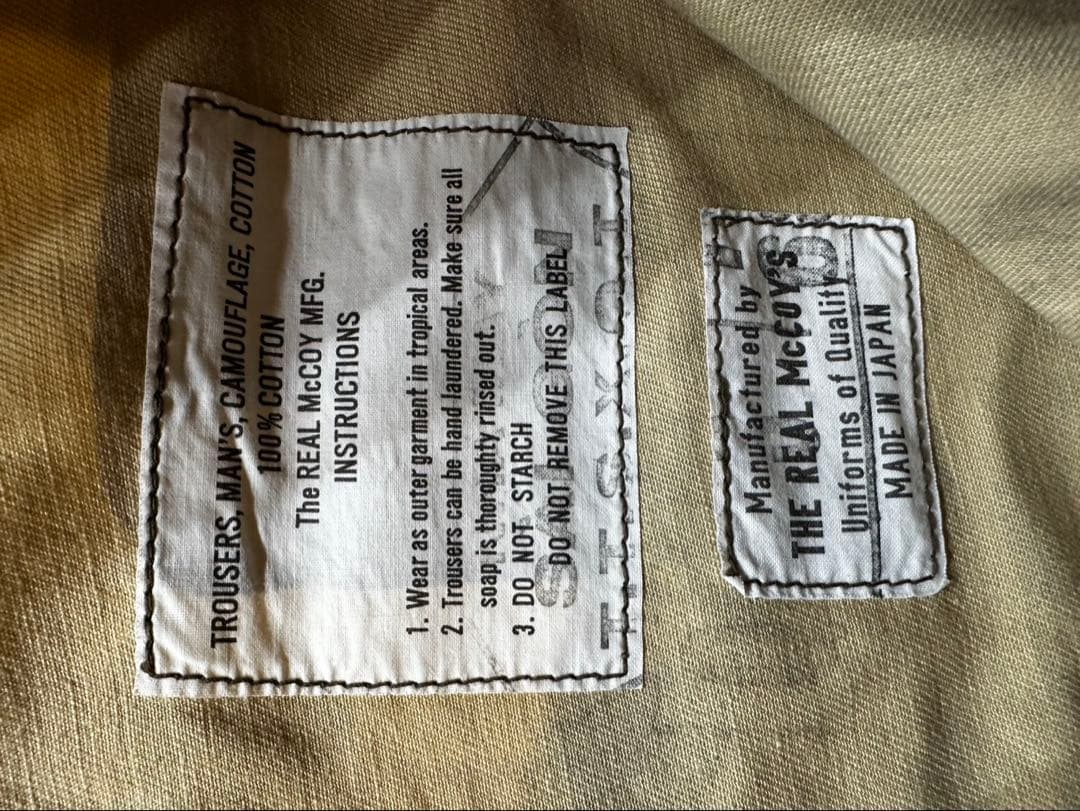 TROUSERS, MAN'S, CAMOUFLAGE, COTTON
100% COTTON
The REAL McCOY MFG.
INSTRUCTIONS
1. Wear as outer garment in tropical areas.
2. Trousers can be hand laundered. Make sure all
soap is thoroughty rinsed out.
3. DO NOT STARCH
DO NOT REMOVE THIS LABEL
Manufactured by
THE REAL McCOY'S
Uniforms of Quality
MADE IN JAPAN